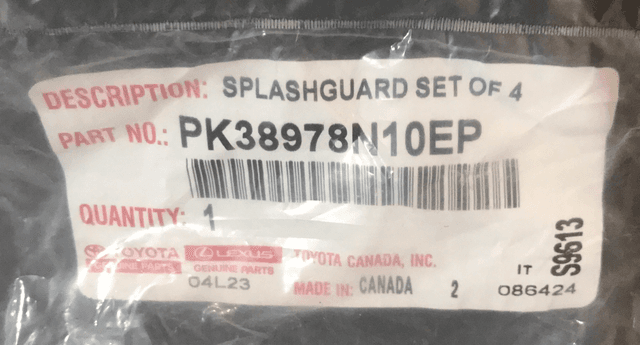 DESCRIPTION: SPLASHGUARD SET OF 4
PART NO.: PK38978N10EP
QUANTITY: 1
TOYOTA LEXUS TOYOTA CANADA, INC.
GENUINE PARTS GENUINE PARTS
04L23 MADE IN: CANADA 2
IT
086424
S9613